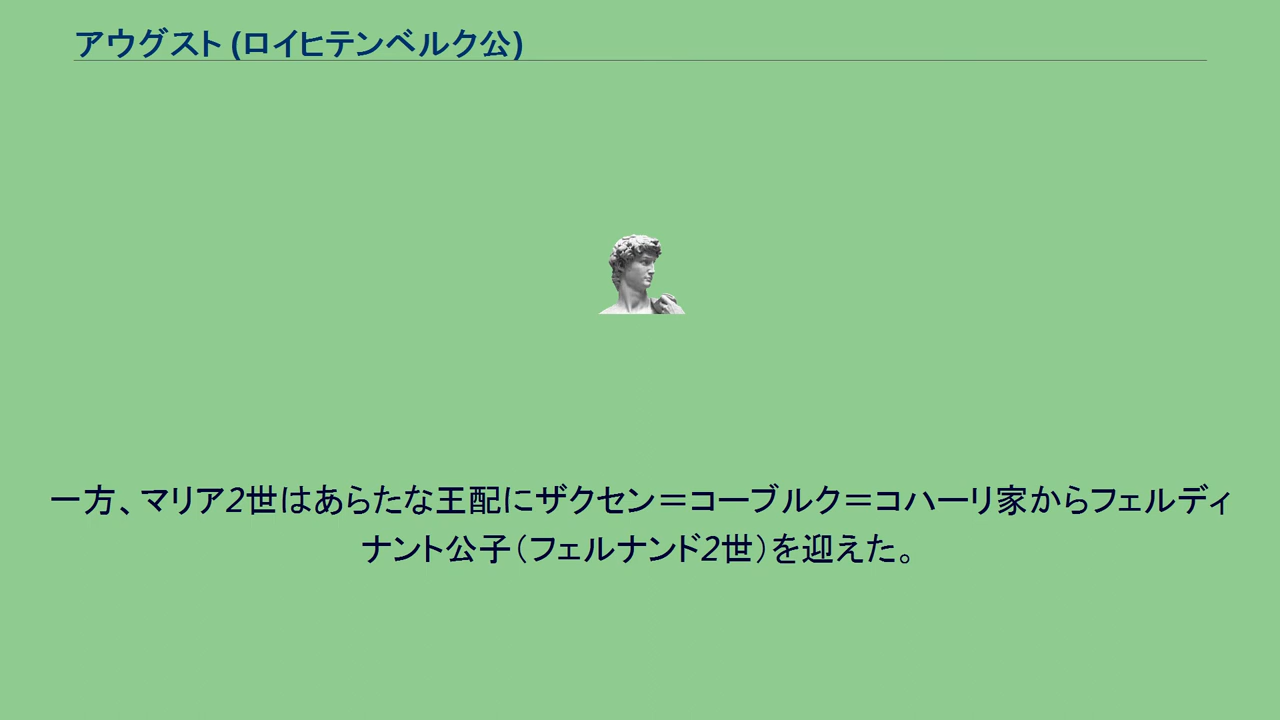 アウグスト (ロイヒテンベルク公)
一方、マリア2世はあらたな王配にザクセン＝コーブルク＝コハーリ家からフェルディ
ナント公子（フェルナンド2世）を迎えた。